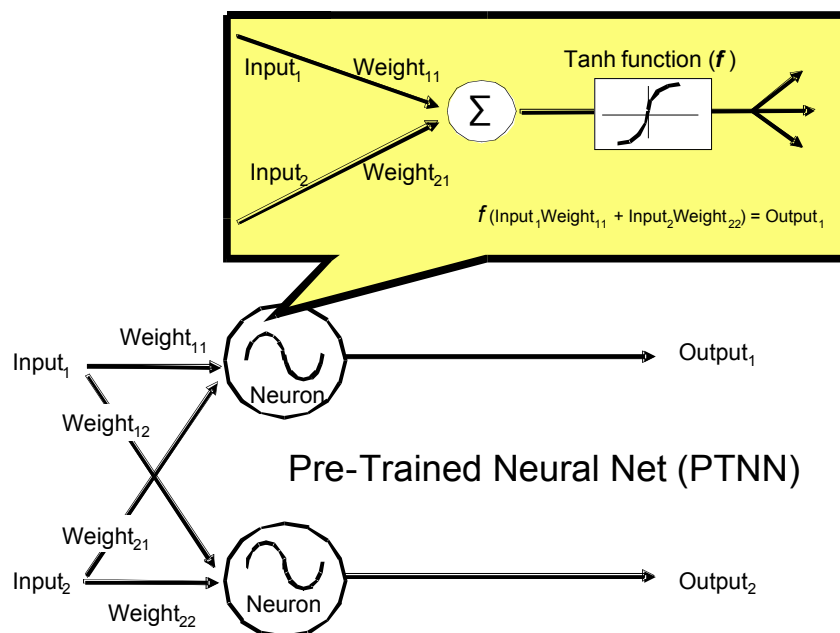 Tanh function (f)
Input₁ Weight₁₁
Σ
Input₂ Weight₂₁
f (Input₁Weight₁₁ + Input₂Weight₂₂) = Output₁
Weight₁₁
Input₁
Neuron
Output₁
Weight₁₂
Pre-Trained Neural Net (PTNN)
Weight₂₁
Input₂
Neuron
Output₂
Weight₂₂